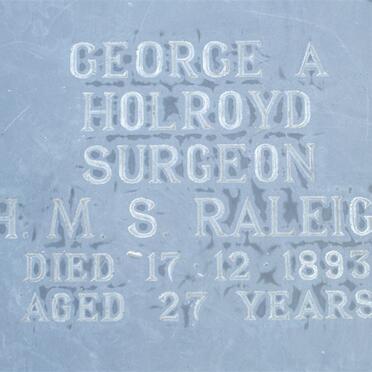 GEORGE A
HOLROYD
SURGEON
H. M. S. RALEIG
DIED 17 12 1893
AGED 27 YEARS